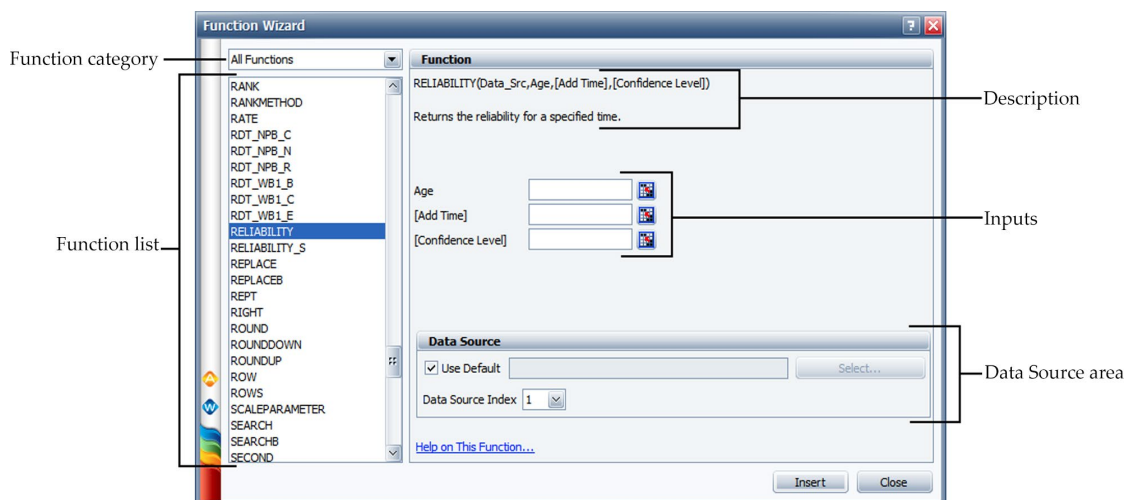 Function Wizard
Function category
All Functions
Function list
RANK
RANKMETHOD
RATE
RDT_NPB_C
RDT_NPB_N
RDT_NPB_R
RDT_WB1_B
RDT_WB1_C
RDT_WB1_E
RELIABILITY
RELIABILITY_S
REPLACE
REPLACEB
REPT
RIGHT
ROUND
ROUNDDOWN
ROUNDUP
ROW
ROWS
SCALEPARAMETER
SEARCH
SEARCHB
SECOND
Function
RELIABILITY(Data_Src,Age,[Add Time],[Confidence Level])
Returns the reliability for a specified time.
Description
Age
[Add Time]
[Confidence Level]
Inputs
Data Source
Use Default
Select...
Data Source Index 1
Data Source area
Help on This Function...
Insert
Close